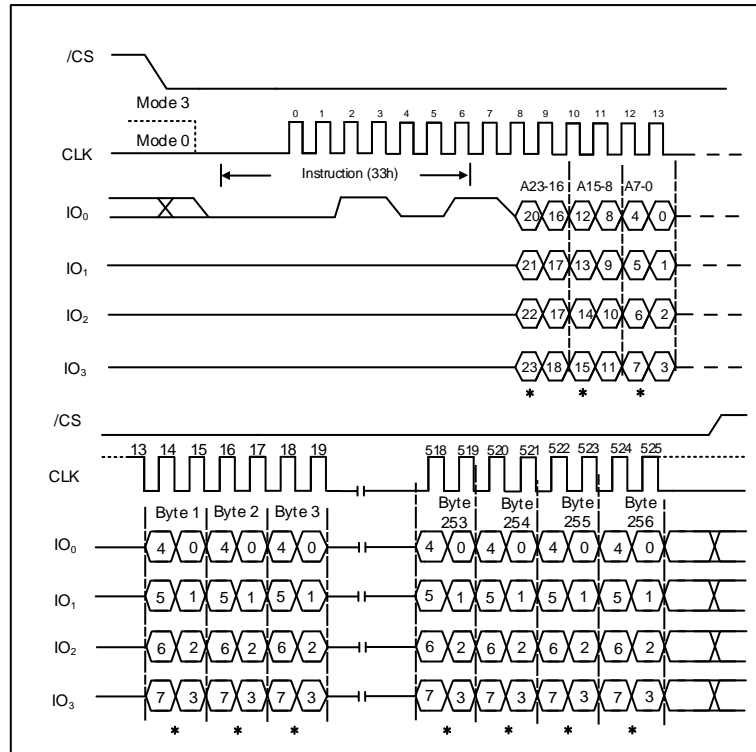 /CS
Mode 3
0 1 2 3 4 5 6 7 8 9 10 11 12 13
Mode 0
CLK
Instruction (33h)
A23-16 A15-8 A7-0
IO0 20 16 12 8 4 0
IO1 21 17 13 9 5 1
IO2 22 17 14 10 6 2
IO3 23 18 15 11 7 3
* * *
/CS
13 14 15 16 17 18 19 518 519 520 521 522 523 524 525
CLK
Byte 1 Byte 2 Byte 3 Byte 253 Byte 254 Byte 255 Byte 256
IO0 4 0 4 0 4 0 4 0 4 0 4 0 4 0
IO1 5 1 5 1 5 1 5 1 5 1 5 1 5 1
IO2 6 2 6 2 6 2 6 2 6 2 6 2 6 2
IO3 7 3 7 3 7 3 7 3 7 3 7 3 7 3
* * * * * * *